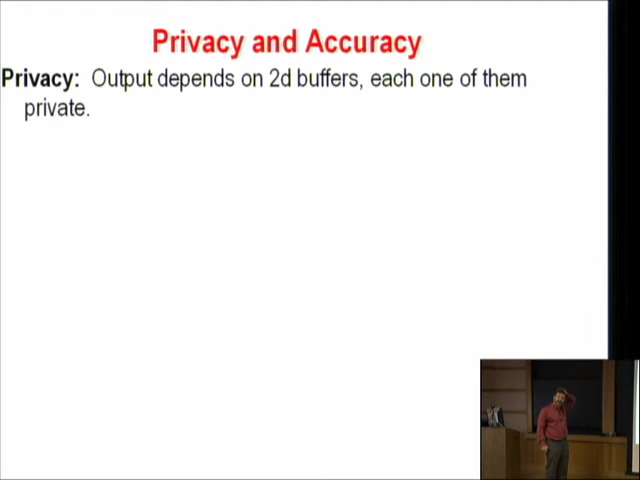 Privacy and Accuracy
Privacy: Output depends on 2d buffers, each one of them
private.